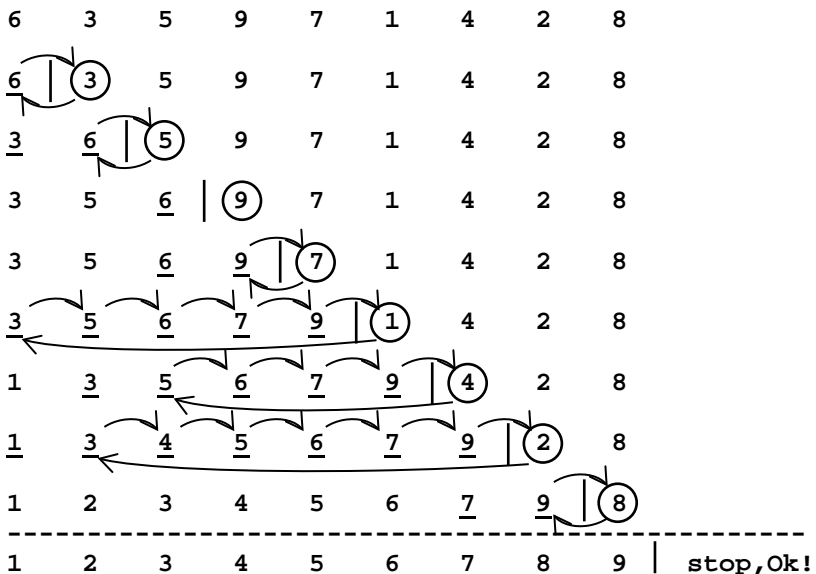 6 3 5 9 7 1 4 2 8
6 | 3 5 9 7 1 4 2 8
3 6 | 5 9 7 1 4 2 8
3 5 6 | 9 7 1 4 2 8
3 5 6 9 | 7 1 4 2 8
3 5 6 7 9 | 1 4 2 8
1 3 5 6 7 9 | 4 2 8
1 3 4 5 6 7 9 | 2 8
1 2 3 4 5 6 7 9 | 8
1 2 3 4 5 6 7 8 9 | stop,Ok!